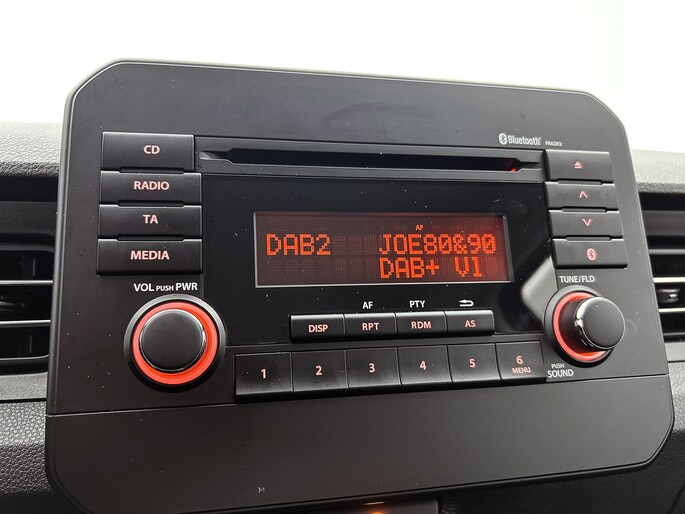 Bluetooth
CD
RADIO
TA
MEDIA
VOL PUSH PWR
AF
DAB2 JOE80&90
DAB+ V1
TUNE/FLD
AF PTY
DISP RPT RDM AS
1 2 3 4 5 6
MENU
PUSH
SOUND